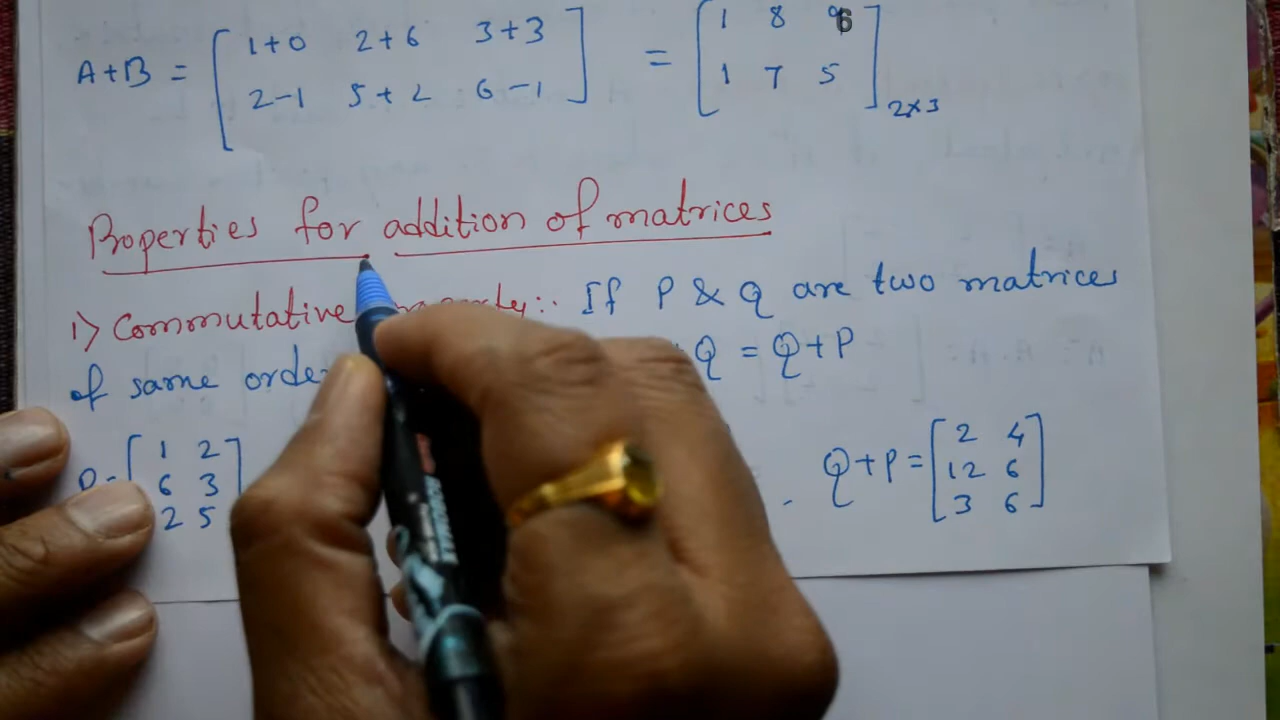 A+B = [ 1+0 2+6 3+3 ] = [ 1 8 6 ]
[ 2-1 5+2 6-1 ] [ 1 7 5 ] 2×3
Properties for addition of matrices
1) Commutative :. If P & Q are two matrices
of same Q = Q+P
[ 1 2 ] Q+P = [ 2 4 ]
[ 6 3 ] [ 12 6 ]
[ 2 5 ] [ 3 6 ]